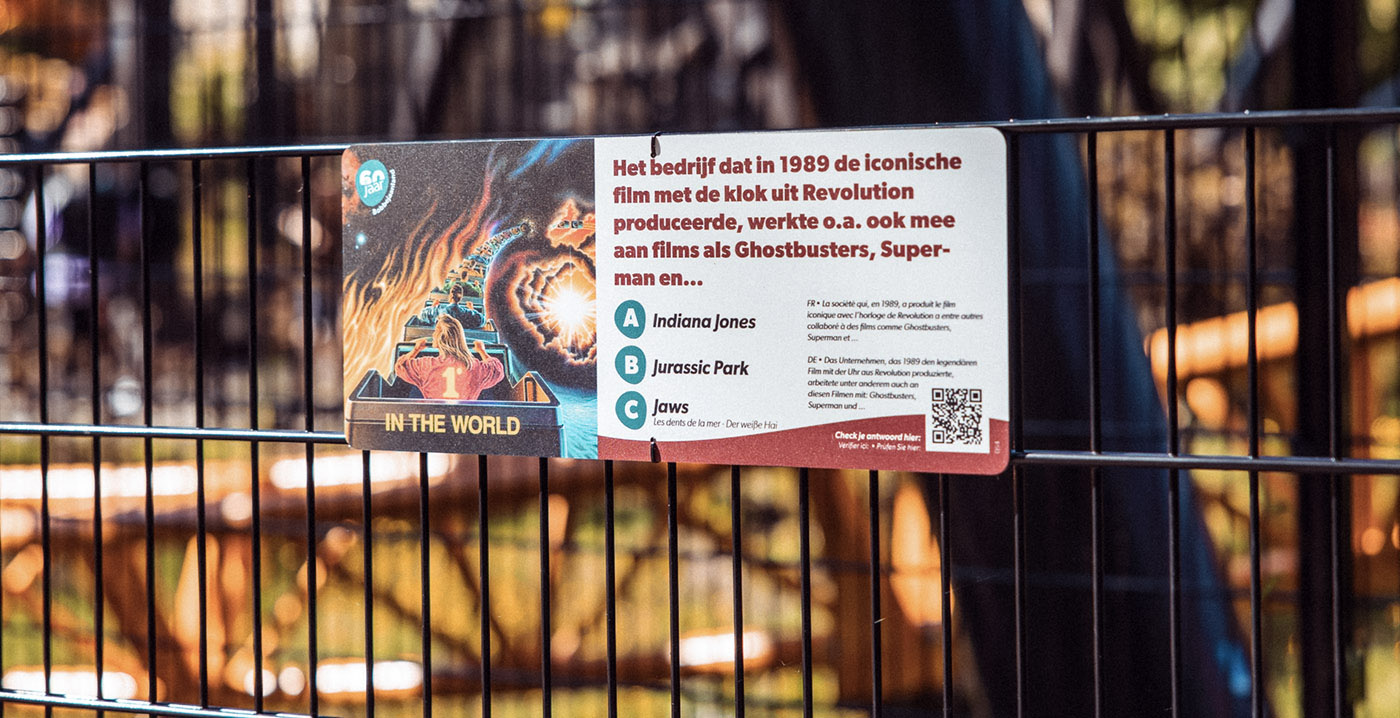 60
jaar
Bobbejaanland
1e
IN THE WORLD
Het bedrijf dat in 1989 de iconische
film met de klok uit Revolution
produceerde, werkte o.a. ook mee
aan films als Ghostbusters, Super-
man en...
A Indiana Jones
B Jurassic Park
C Jaws
Les dents de la mer · Der weiße Hai
FR • La société qui, en 1989, a produit le film
iconique avec l'horloge de Revolution a entre autres
collaboré à des films comme Ghostbusters,
Superman et ...
DE • Das Unternehmen, das 1989 den legendären
Film mit der Uhr aus Revolution produzierte,
arbeitete unter anderem auch an
diesen Filmen mit: Ghostbusters,
Superman und ...
Check je antwoord hier:
Vérifier ici: • Prüfen Sie hier: